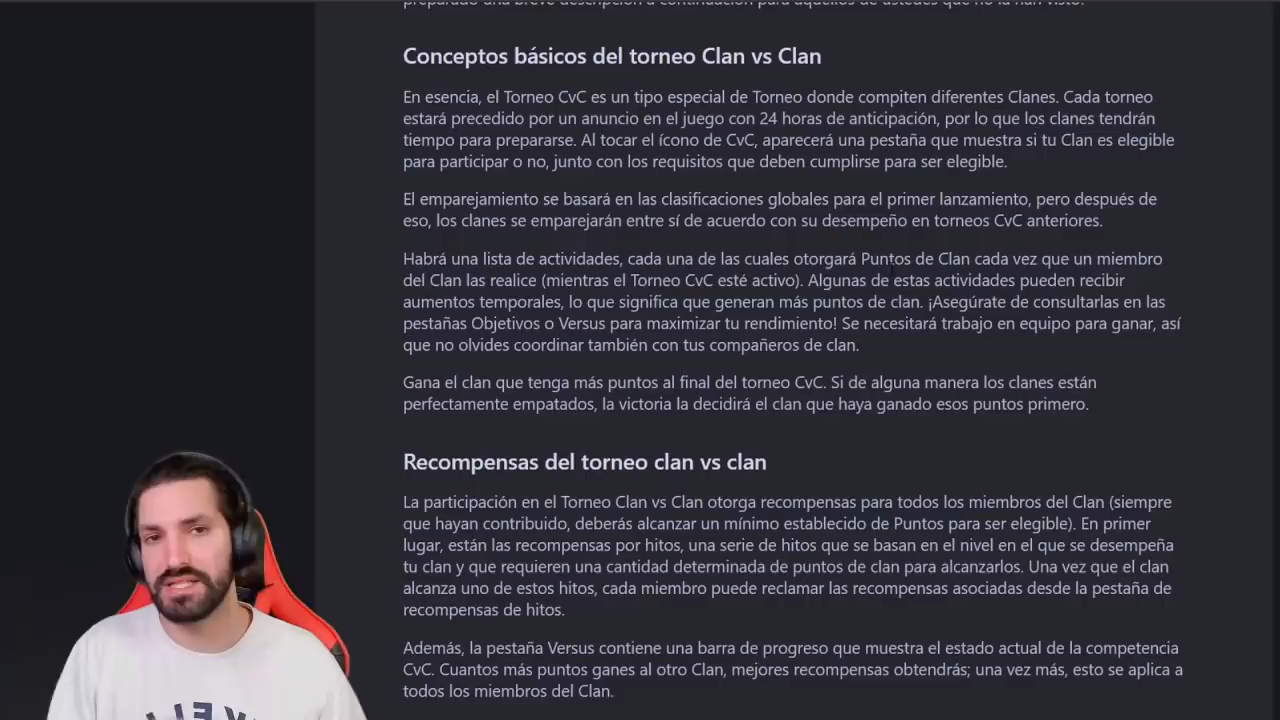 preparado una breve descripción a continuación para aquellos de ustedes que no la han visto.
Conceptos básicos del torneo Clan vs Clan
En esencia, el Torneo CvC es un tipo especial de Torneo donde compiten diferentes Clanes. Cada torneo
estará precedido por un anuncio en el juego con 24 horas de anticipación, por lo que los clanes tendrán
tiempo para prepararse. Al tocar el ícono de CvC, aparecerá una pestaña que muestra si tu Clan es elegible
para participar o no, junto con los requisitos que deben cumplirse para ser elegible.
El emparejamiento se basará en las clasificaciones globales para el primer lanzamiento, pero después de
eso, los clanes se emparejarán entre sí de acuerdo con su desempeño en torneos CvC anteriores.
Habrá una lista de actividades, cada una de las cuales otorgará Puntos de Clan cada vez que un miembro
del Clan las realice (mientras el Torneo CvC esté activo). Algunas de estas actividades pueden recibir
aumentos temporales, lo que significa que generan más puntos de clan. ¡Asegúrate de consultarlas en las
pestañas Objetivos o Versus para maximizar tu rendimiento! Se necesitará trabajo en equipo para ganar, así
que no olvides coordinar también con tus compañeros de clan.
Gana el clan que tenga más puntos al final del torneo CvC. Si de alguna manera los clanes están
perfectamente empatados, la victoria la decidirá el clan que haya ganado esos puntos primero.
Recompensas del torneo clan vs clan
La participación en el Torneo Clan vs Clan otorga recompensas para todos los miembros del Clan (siempre
que hayan contribuido, deberás alcanzar un mínimo establecido de Puntos para ser elegible). En primer
lugar, están las recompensas por hitos, una serie de hitos que se basan en el nivel en el que se desempeña
tu clan y que requieren una cantidad determinada de puntos de clan para alcanzarlos. Una vez que el clan
alcanza uno de estos hitos, cada miembro puede reclamar las recompensas asociadas desde la pestaña de
recompensas de hitos.
Además, la pestaña Versus contiene una barra de progreso que muestra el estado actual de la competencia
CvC. Cuantos más puntos ganes al otro Clan, mejores recompensas obtendrás; una vez más, esto se aplica a
todos los miembros del Clan.